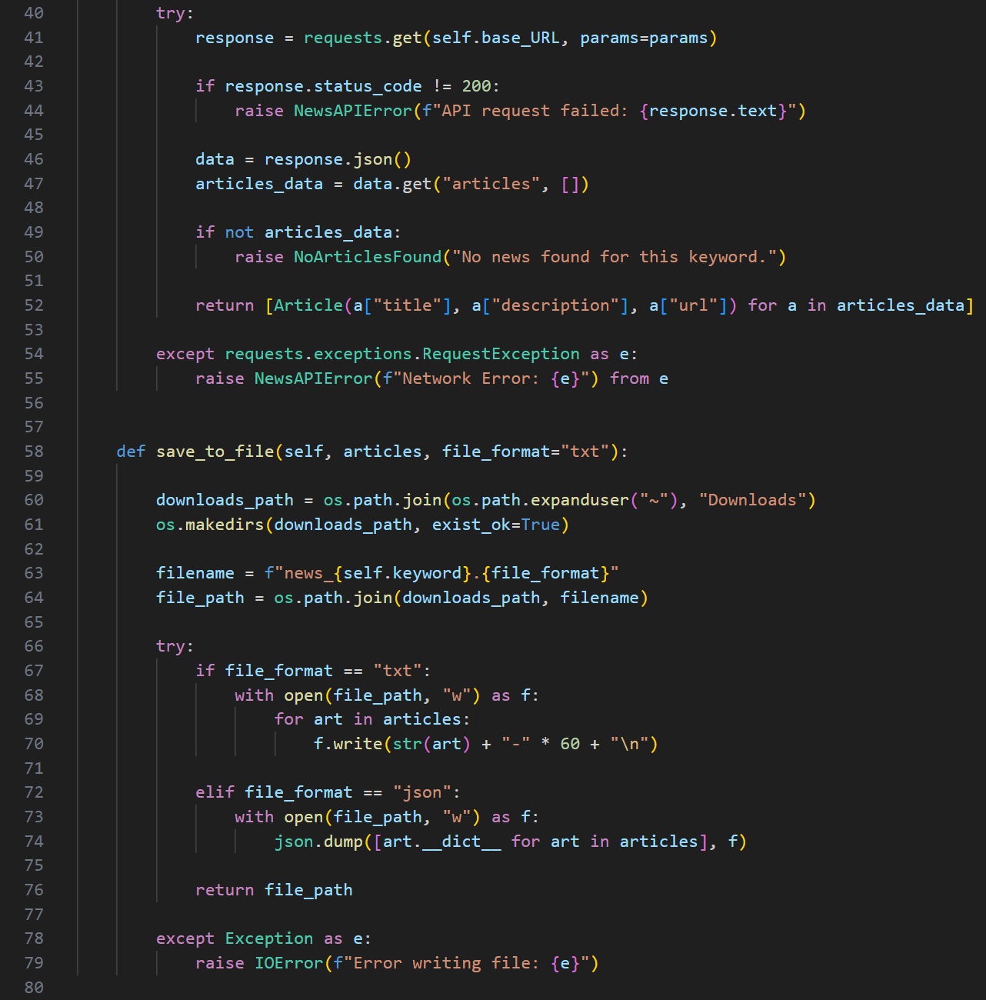 40 try:
41 response = requests.get(self.base_URL, params=params)
42
43 if response.status_code != 200:
44 raise NewsAPIError(f"API request failed: {response.text}")
45
46 data = response.json()
47 articles_data = data.get("articles", [])
48
49 if not articles_data:
50 raise NoArticlesFound("No news found for this keyword.")
51
52 return [Article(a["title"], a["description"], a["url"]) for a in articles_data]
53
54 except requests.exceptions.RequestException as e:
55 raise NewsAPIError(f"Network Error: {e}") from e
56
57
58 def save_to_file(self, articles, file_format="txt"):
59
60 downloads_path = os.path.join(os.path.expanduser("~"), "Downloads")
61 os.makedirs(downloads_path, exist_ok=True)
62
63 filename = f"news_{self.keyword}.{file_format}"
64 file_path = os.path.join(downloads_path, filename)
65
66 try:
67 if file_format == "txt":
68 with open(file_path, "w") as f:
69 for art in articles:
70 f.write(str(art) + "-" * 60 + "\n")
71
72 elif file_format == "json":
73 with open(file_path, "w") as f:
74 json.dump([art.__dict__ for art in articles], f)
75
76 return file_path
77
78 except Exception as e:
79 raise IOError(f"Error writing file: {e}")
80